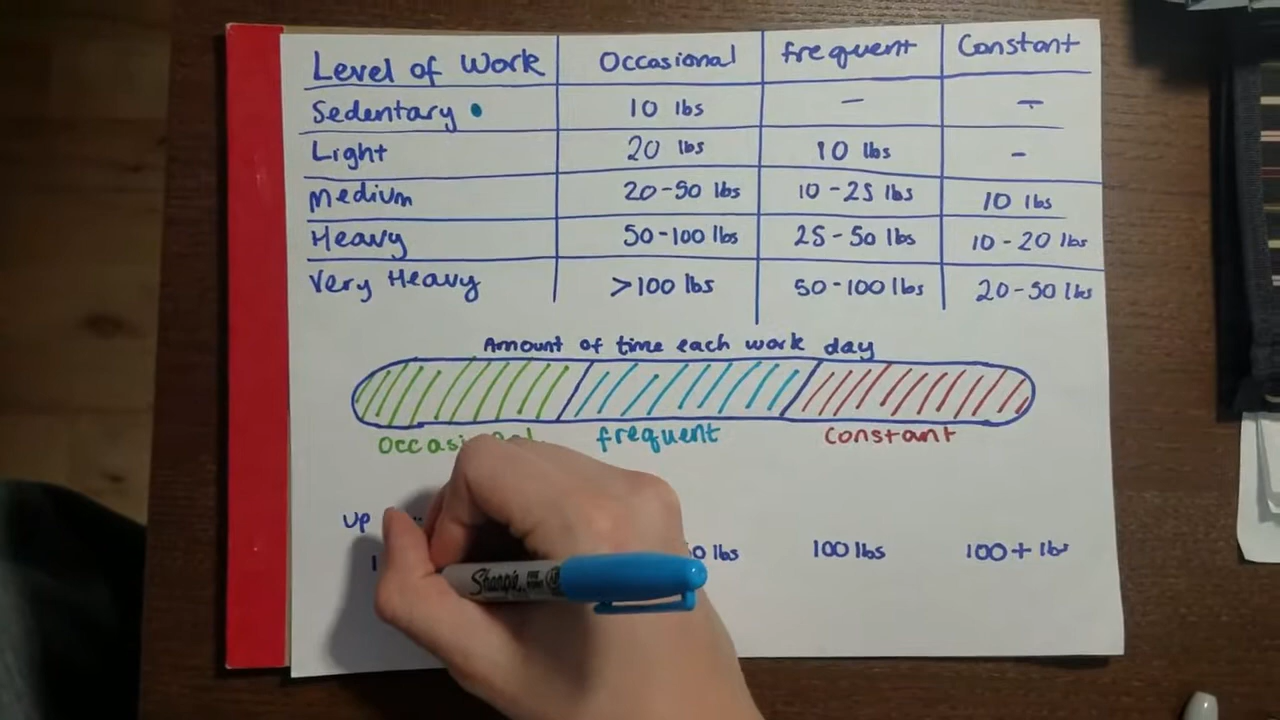 Level of Work Occasional frequent Constant
Sedentary • 10 lbs — —
Light 20 lbs 10 lbs -
Medium 20-50 lbs 10-25 lbs 10 lbs
Heavy 50-100 lbs 25-50 lbs 10-20 lbs
Very Heavy >100 lbs 50-100 lbs 20-50 lbs
Amount of time each work day
frequent Constant
up
lbs 100 lbs 100+ lbs
Sharpie